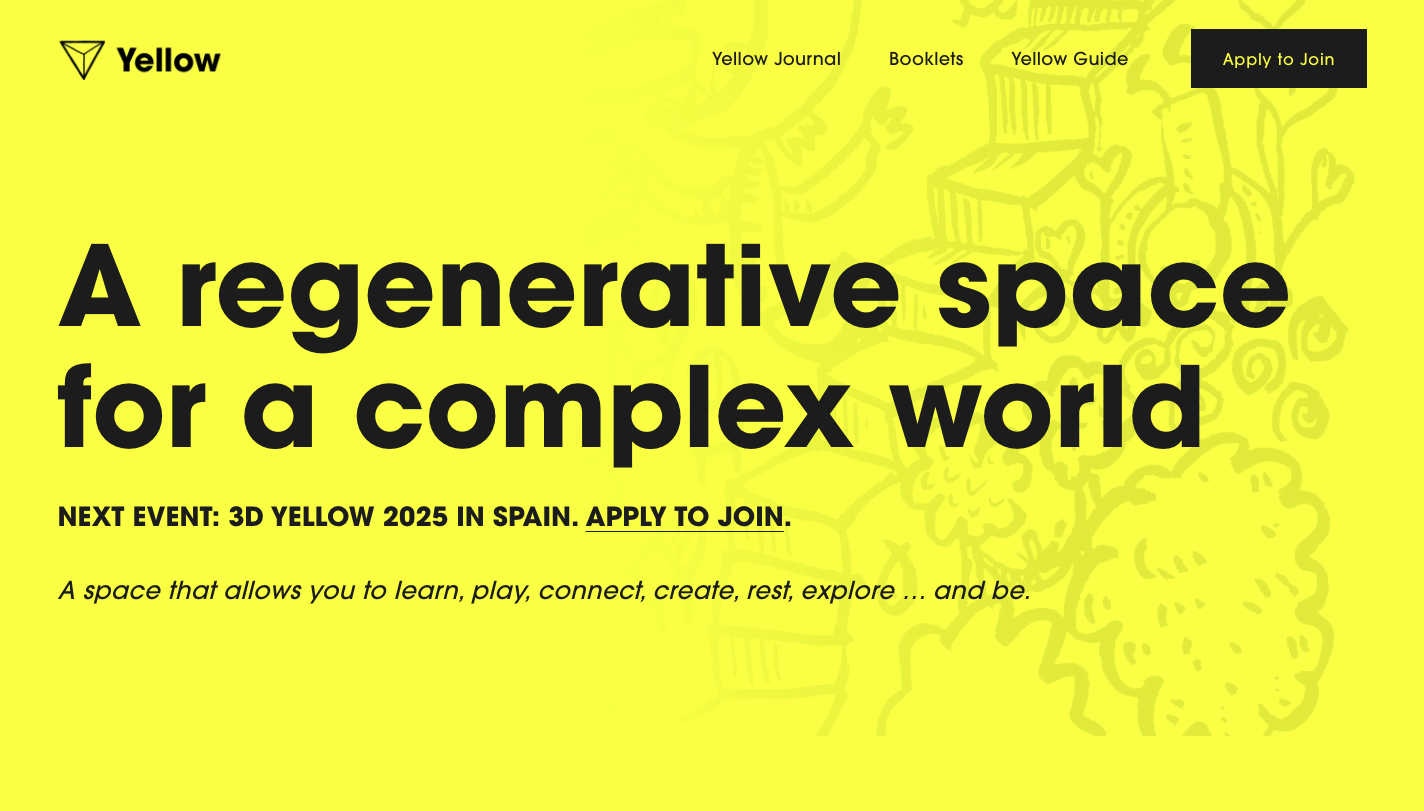 Yellow
Yellow Journal
Booklets
Yellow Guide
Apply to Join
A regenerative space
for a complex world
NEXT EVENT: 3D YELLOW 2025 IN SPAIN. APPLY TO JOIN.
A space that allows you to learn, play, connect, create, rest, explore … and be.